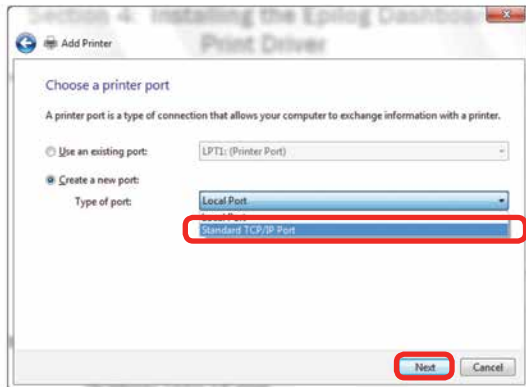 Section 4: Installing the Epilog Dashboa
Print Driver
Add Printer
Choose a printer port
A printer port is a type of connection that allows your computer to exchange information with a printer.
Use an existing port:
LPT1: (Printer Port)
Create a new port:
Type of port:
Local Port
Local Port
Standard TCP/IP Port
Next
Cancel